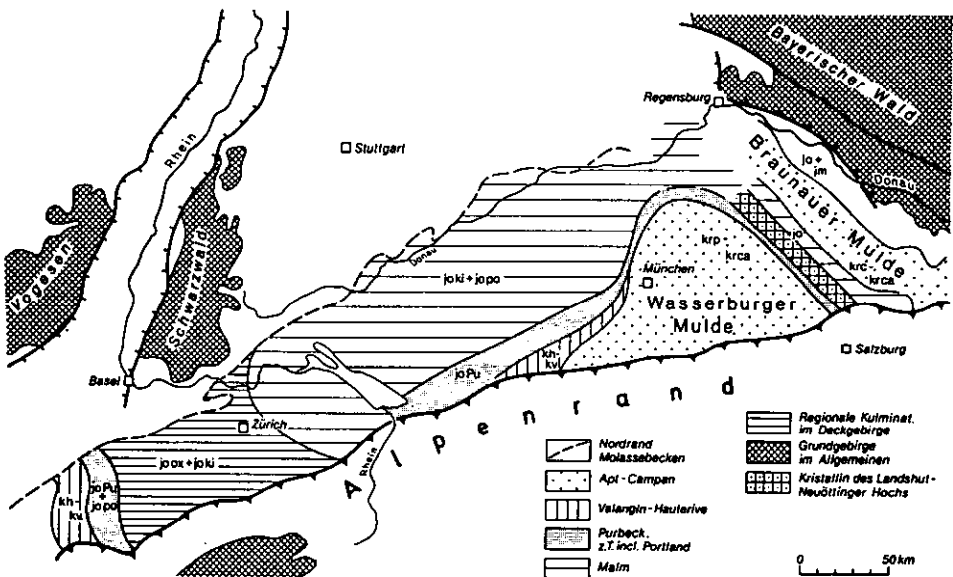 Bayerischer Wald
Regensburg
Rhein
Stuttgart
jo +
jm
Donau
Braunauer Mulde
Vogesen
Schwarzwald
Donau
joki + jopo
krp
krca
jo
München
Wasserburger
Mulde
krc-
krca
kh-
kv
joPu
Salzburg
Basel
Zürich
Alpenrand
Rhein
joox + joki
kh-
kv
joPu
+
jopo
Nordrand
Molassebecken
Apt - Campan
Valangin - Hauterive
Purbeck,
z.T. incl. Portland
Malm
Regionale Kulminat.
im Deckgebirge
Grundgebirge
im Allgemeinen
Kristallin des Landshut-
Neuöttinger Hochs
0 50km